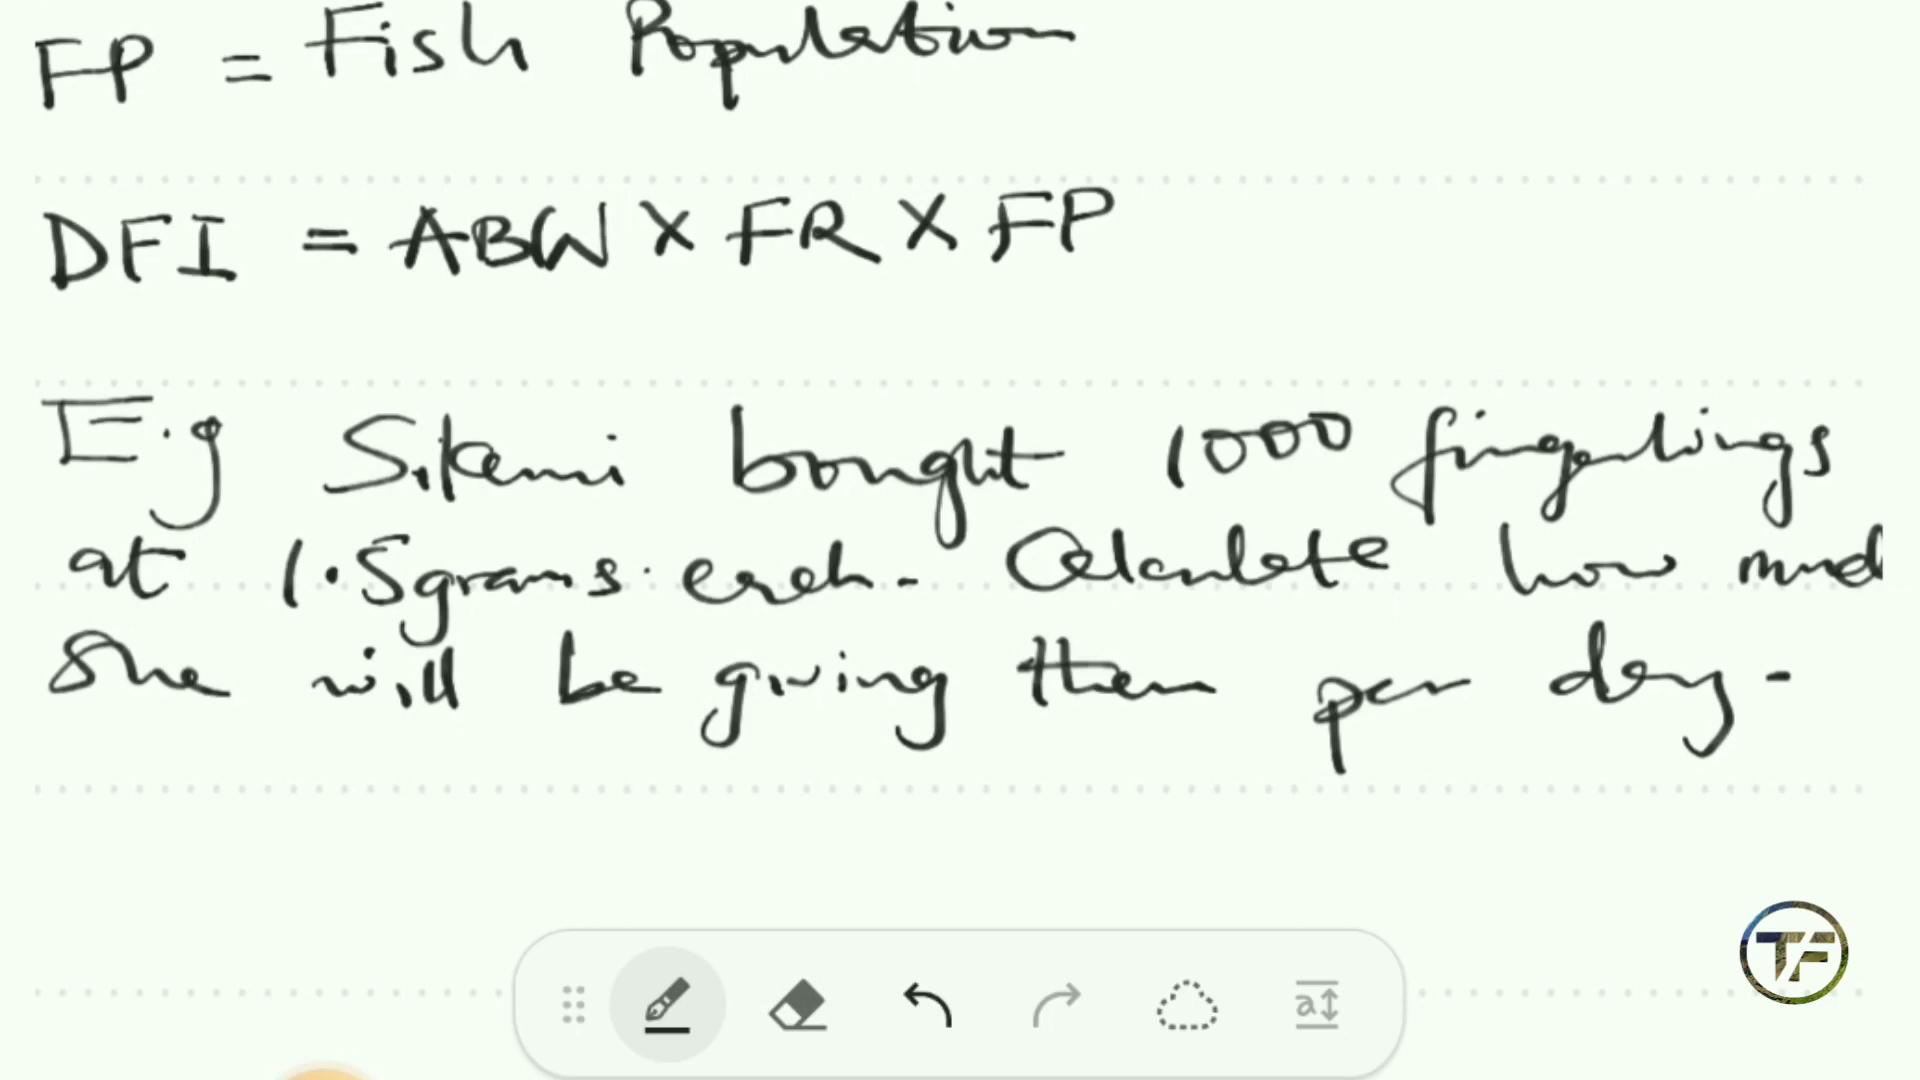 FP = Fish Population
DFI = ABW X FR X FP
E.g Sikemi bought 1000 fingerlings
at 1.5grams each. Calculate how much
She will be giving them per day.
TF